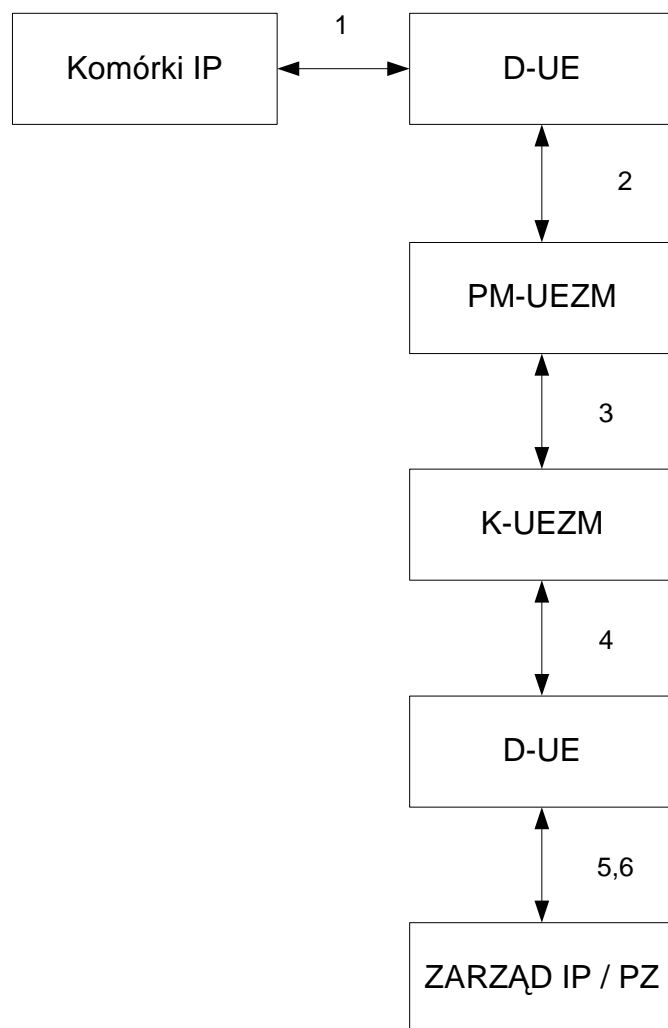 1
Komórki IP
D-UE
2
PM-UEZM
3
K-UEZM
4
D-UE
5,6
ZARZĄD IP / PZ